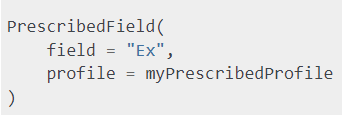 PrescribedField(
    field = "Ex",
    profile = myPrescribedProfile
)